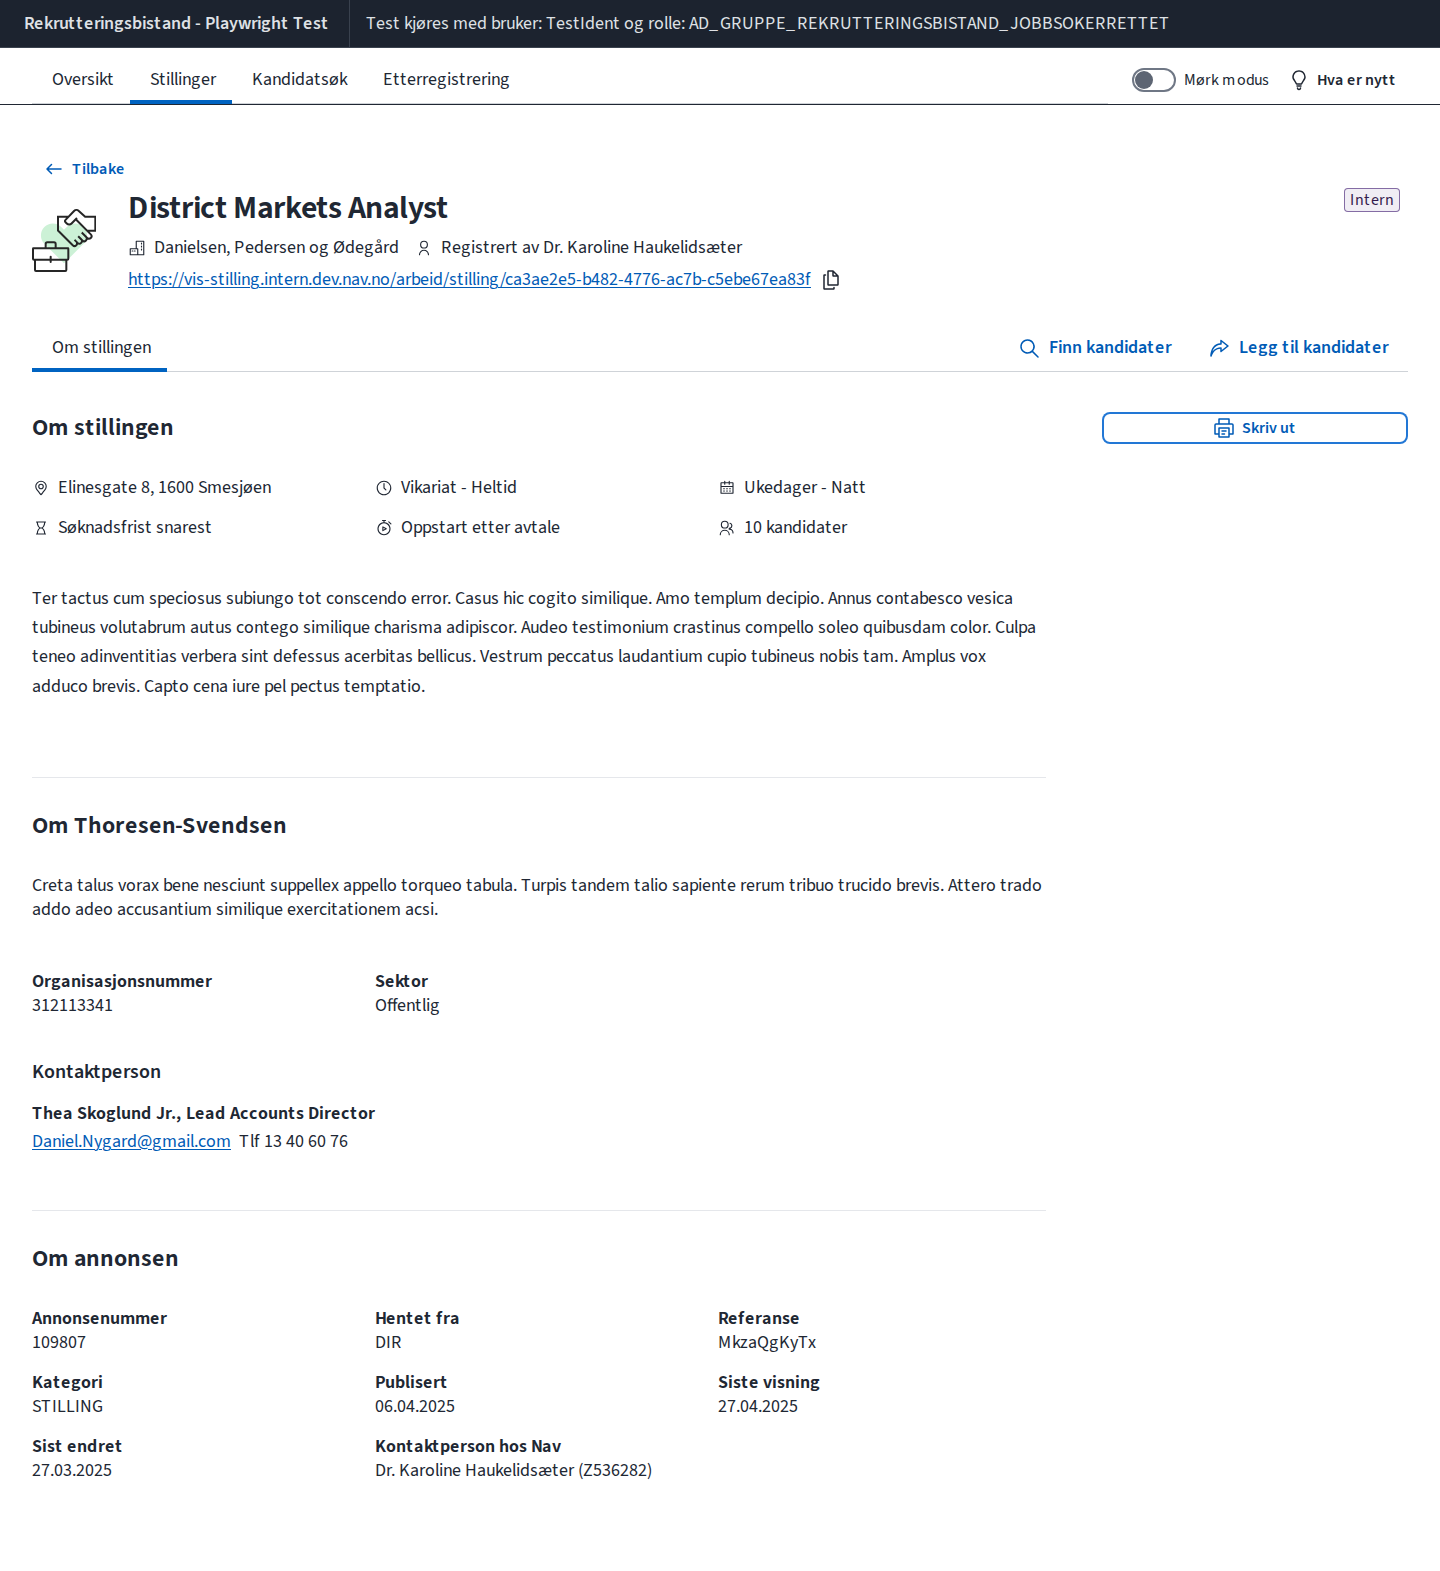 Rekrutteringsbistand - Playwright Test
Test kjøres med bruker: TestIdent og rolle: AD_GRUPPE_REKRUTTERINGSBISTAND_JOBBSOKERRETTET
Oversikt
Stillinger
Kandidatsøk
Etterregistrering
Mørk modus
Hva er nytt
Tilbake
District Markets Analyst
Intern
Danielsen, Pedersen og Ødegård
Registrert av Dr. Karoline Haukelidsæter
https://vis-stilling.intern.dev.nav.no/arbeid/stilling/ca3ae2e5-b482-4776-ac7b-c5ebe67ea83f
Om stillingen
Finn kandidater
Legg til kandidater
Om stillingen
Skriv ut
Elinesgate 8, 1600 Smesjøen
Vikariat - Heltid
Ukedager - Natt
Søknadsfrist snarest
Oppstart etter avtale
10 kandidater
Ter tactus cum speciosus subiungo tot conscendo error. Casus hic cogito similique. Amo templum decipio. Annus contabesco vesica
tubineus volutabrum autus contego similique charisma adipiscor. Audeo testimonium crastinus compello soleo quibusdam color. Culpa
teneo adinventitias verbera sint defessus acerbitas bellicus. Vestrum peccatus laudantium cupio tubineus nobis tam. Amplus vox
adduco brevis. Capto cena iure pel pectus temptatio.
Om Thoresen-Svendsen
Creta talus vorax bene nesciunt suppellex appello torqueo tabula. Turpis tandem talio sapiente rerum tribuo trucido brevis. Attero trado
addo adeo accusantium similique exercitationem acsi.
Organisasjonsnummer
312113341
Sektor
Offentlig
Kontaktperson
Thea Skoglund Jr., Lead Accounts Director
Daniel.Nygard@gmail.com Tlf 13 40 60 76
Om annonsen
Annonsenummer
109807
Hentet fra
DIR
Referanse
MkzaQgKyTx
Kategori
STILLING
Publisert
06.04.2025
Siste visning
27.04.2025
Sist endret
27.03.2025
Kontaktperson hos Nav
Dr. Karoline Haukelidsæter (Z536282)